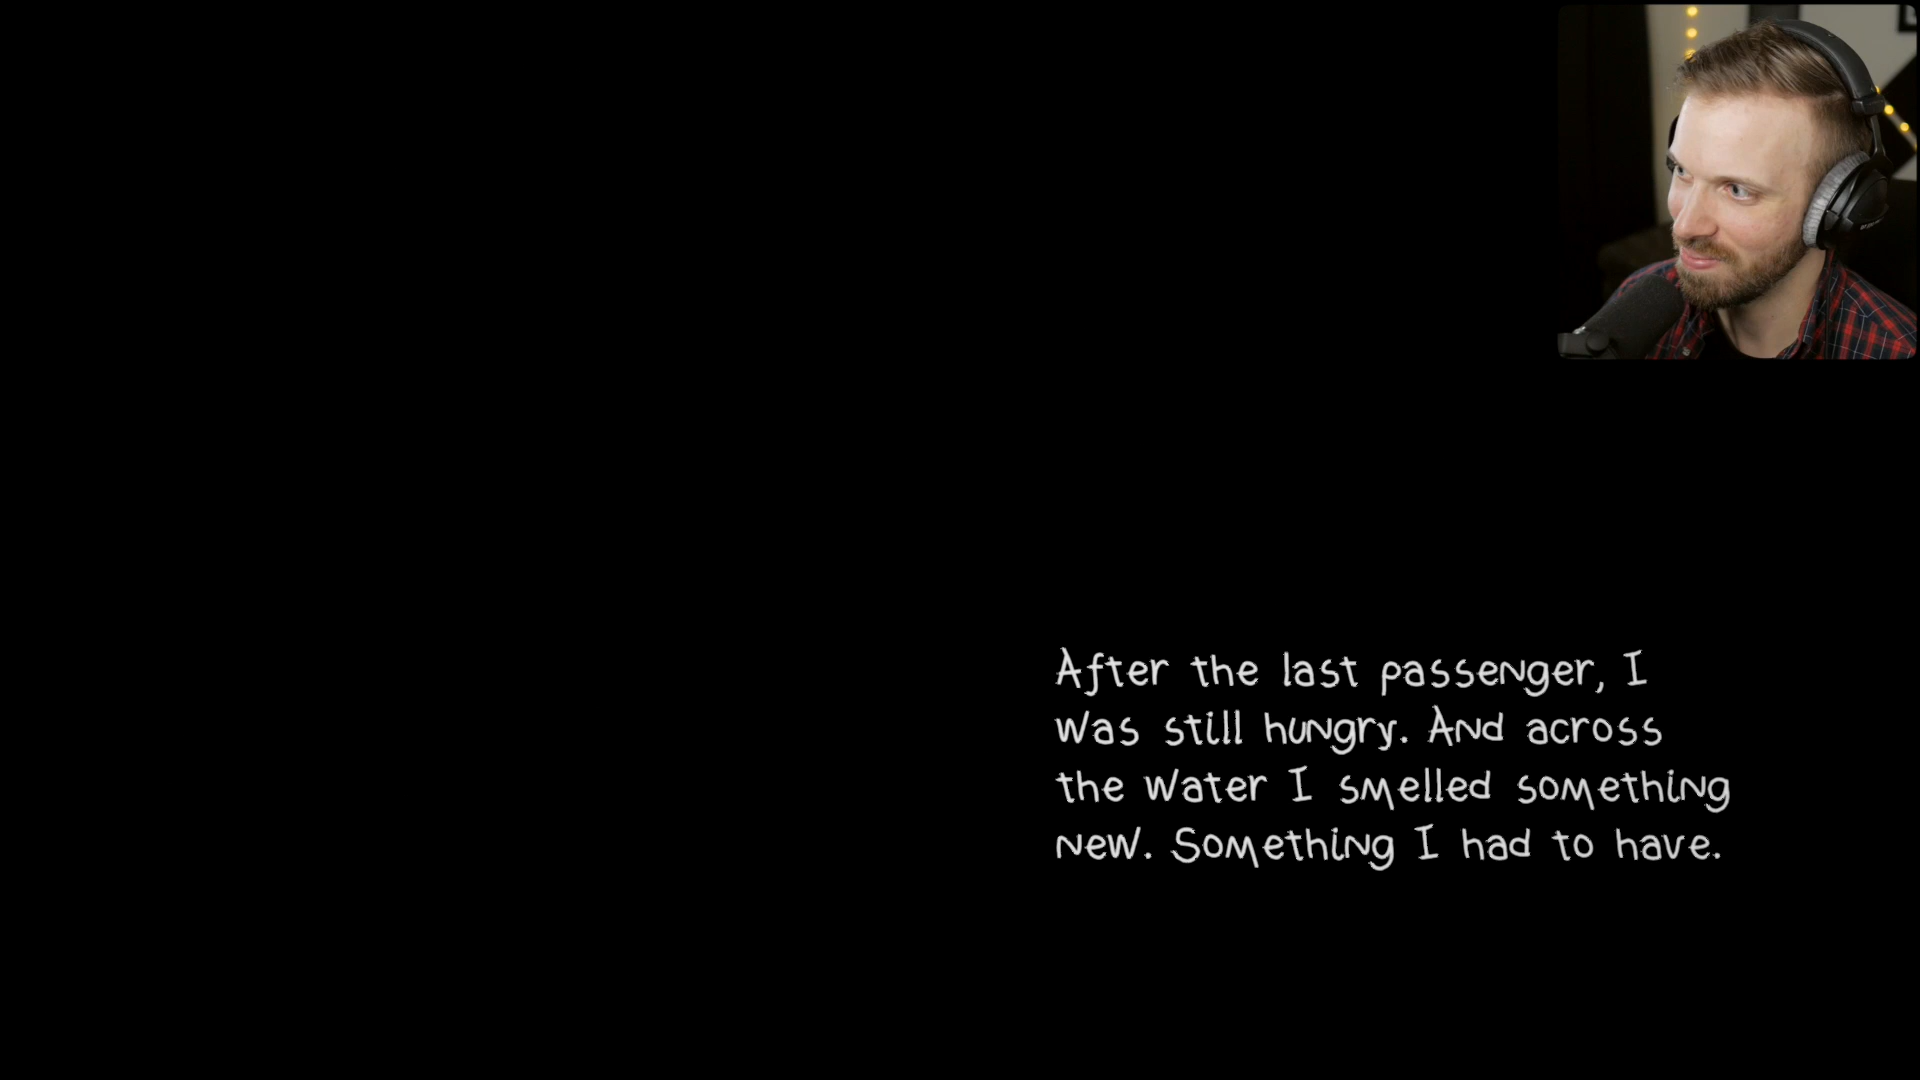 After the last passenger, I
was still hungry. And across
the water I smelled something
new. Something I had to have.